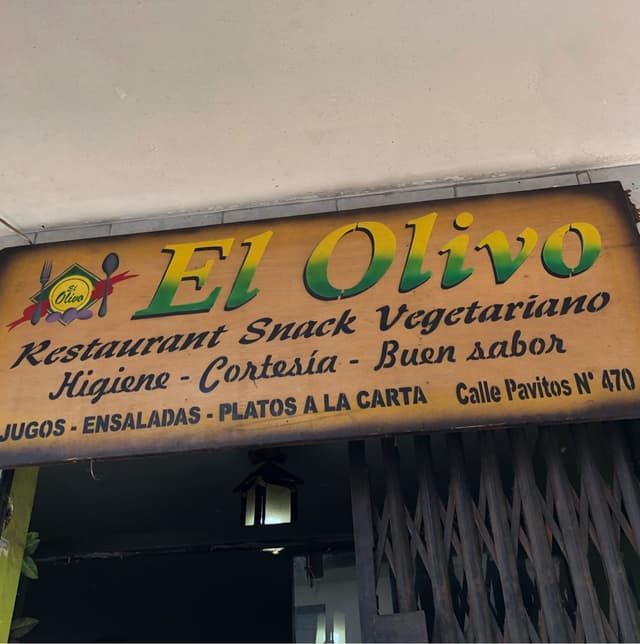 El Olivo
El
Olivo
Restaurant Snack Vegetariano
Higiene - Cortesía - Buen sabor
JUGOS - ENSALADAS - PLATOS A LA CARTA Calle Pavitos N° 470